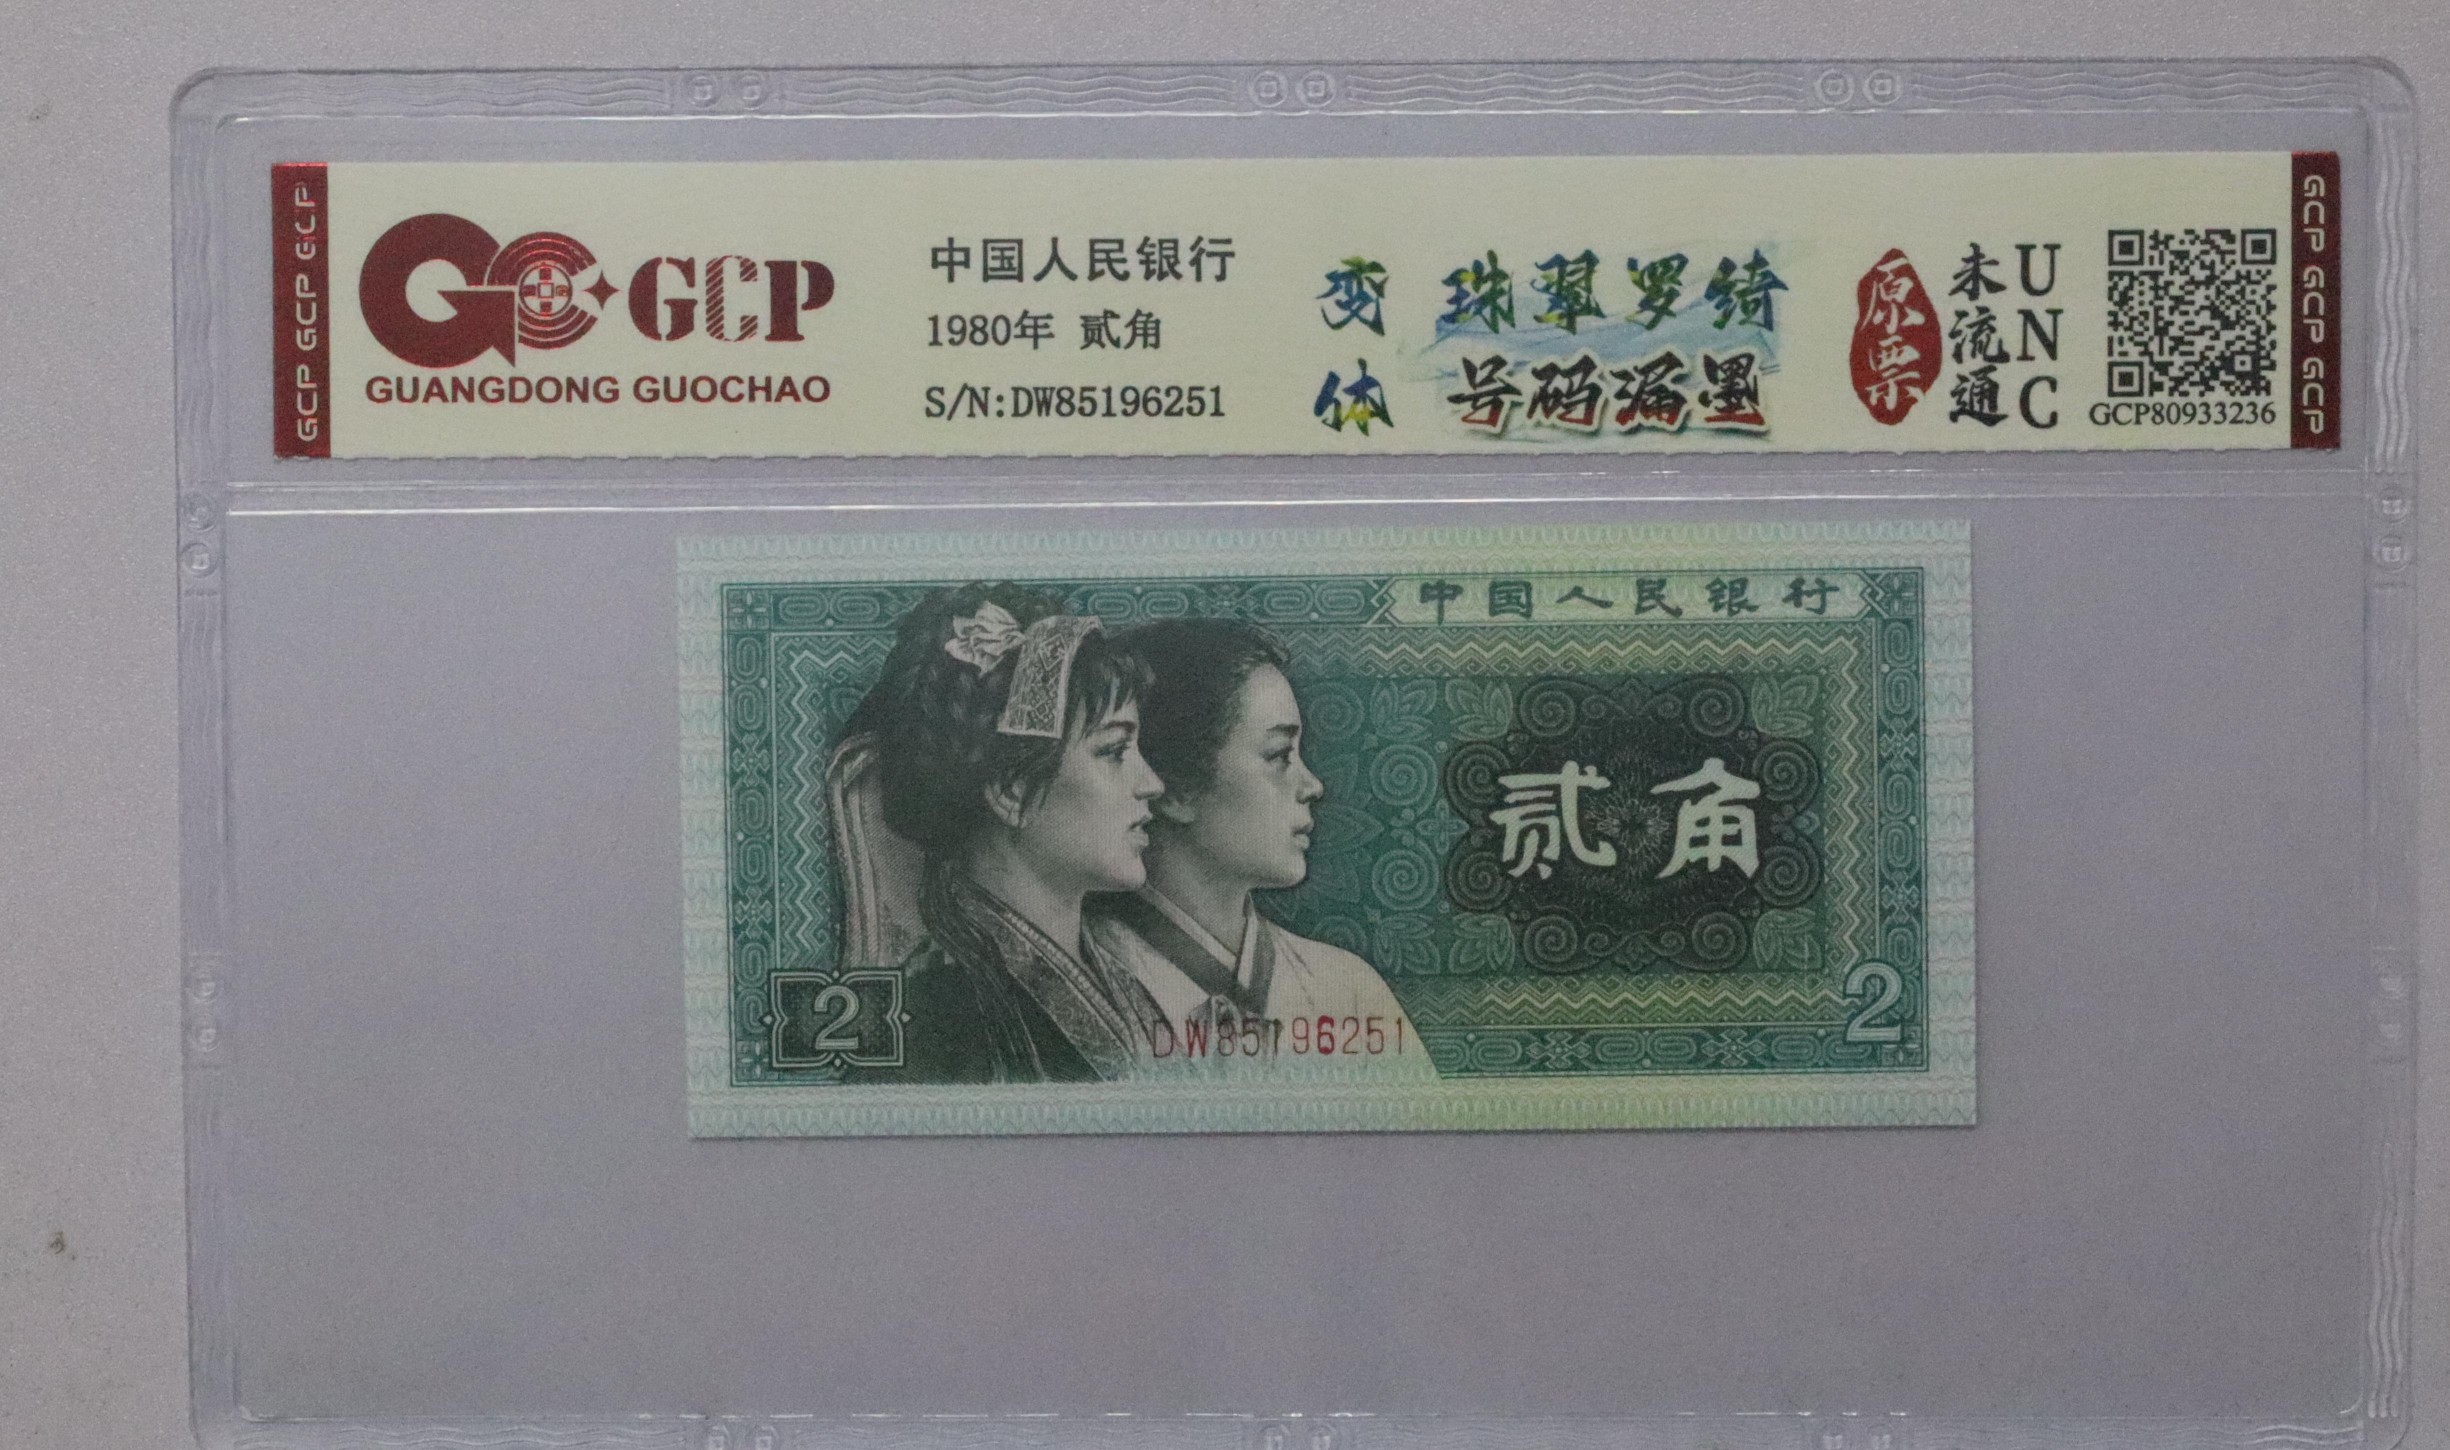 GCP GCP GCP
GCP
GUANGDONG GUOCHAO
中国人民银行
1980年 贰角
S/N:DW85196251
变体
珠翠罗绮
号码漏墨
原票
未流通
UNC
GCP80933236
GCP GCP GCP
中国人民银行
贰角
2
DW85196251
2